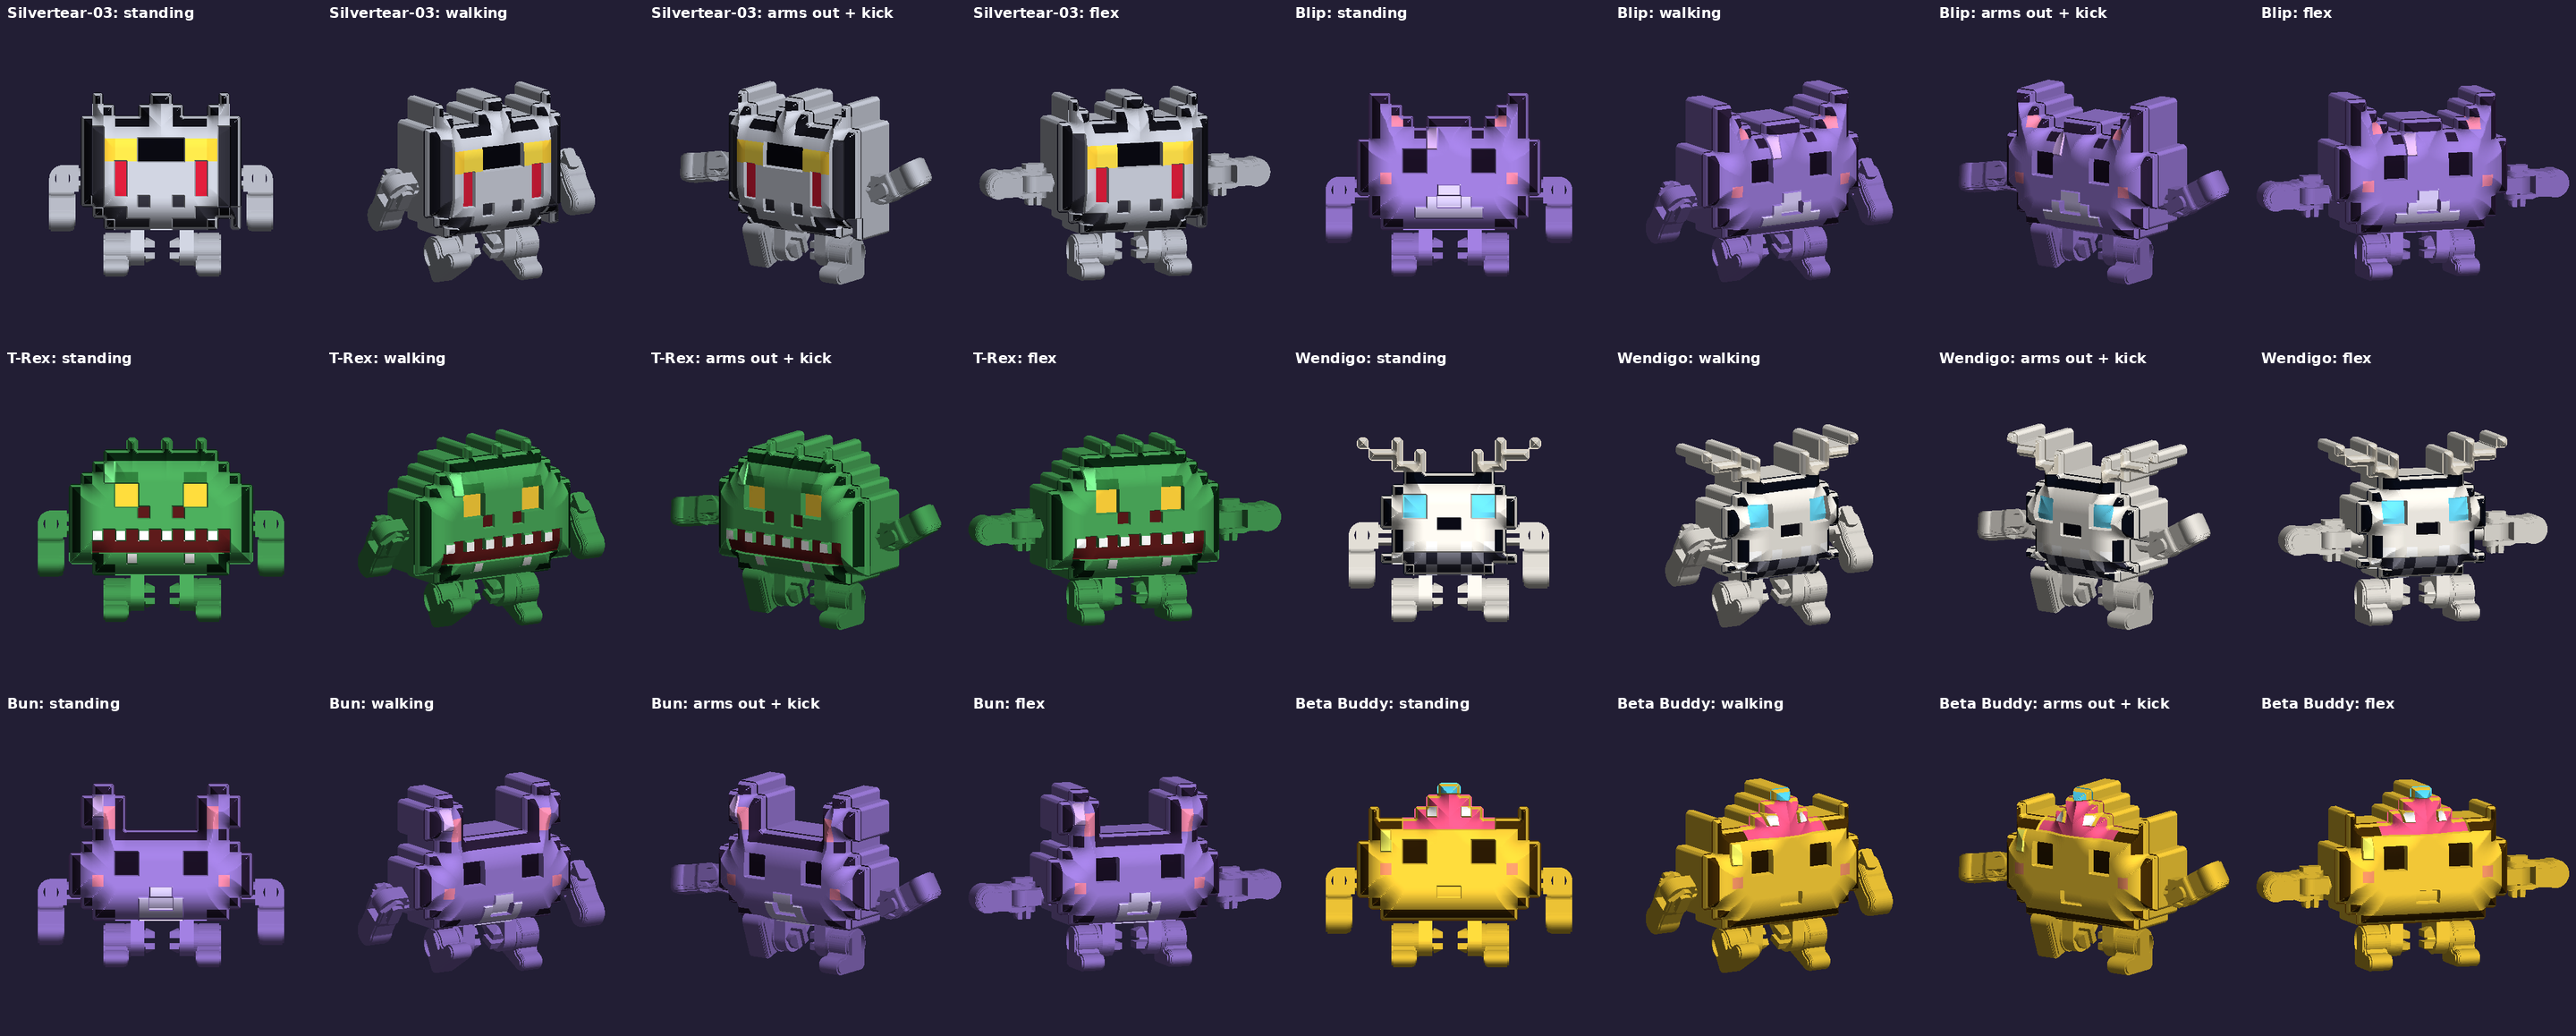 Silvertear-03: standing
Silvertear-03: walking
Silvertear-03: arms out + kick
Silvertear-03: flex
Blip: standing
Blip: walking
Blip: arms out + kick
Blip: flex
T-Rex: standing
T-Rex: walking
T-Rex: arms out + kick
T-Rex: flex
Wendigo: standing
Wendigo: walking
Wendigo: arms out + kick
Wendigo: flex
Bun: standing
Bun: walking
Bun: arms out + kick
Bun: flex
Beta Buddy: standing
Beta Buddy: walking
Beta Buddy: arms out + kick
Beta Buddy: flex